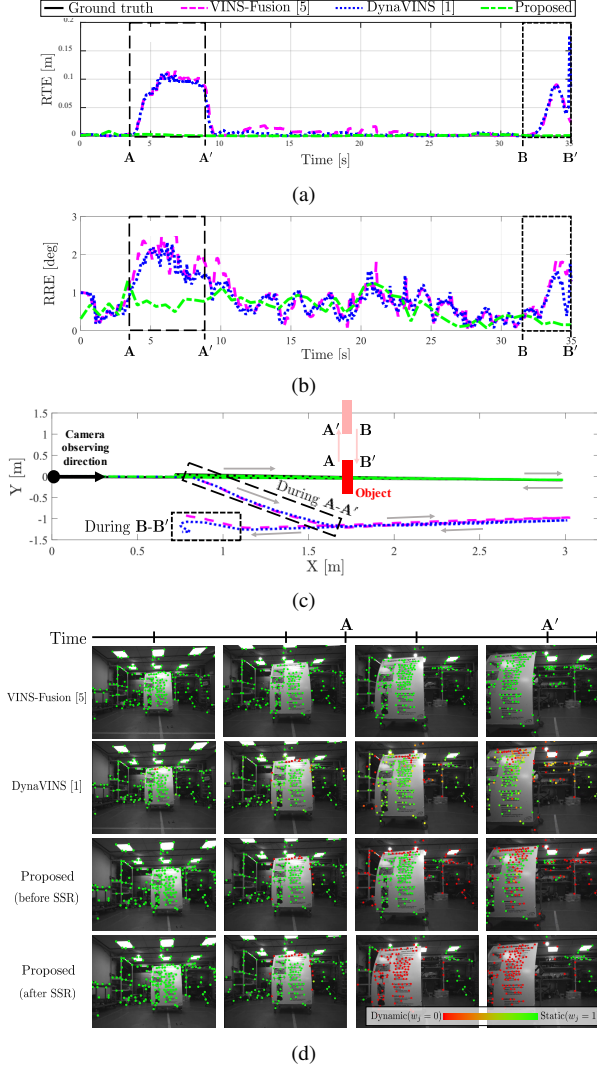 Ground truth VINS-Fusion [5] DynaVINS [1] Proposed
0.2
0.15
0.1
0.05
0
RTE [m]
0 5 10 15 20 25 30 35
A A′ Time [s] B B′
(a)
3
2
1
0
RRE [deg]
0 5 10 15 20 25 30 35
A A′ Time [s] B B′
(b)
1.5
1
0.5
0
-0.5
-1
-1.5
Y [m]
Camera
observing
direction
A′ B
A B′
Object
During A-A′
During B-B′
0 0.5 1 1.5 2 2.5 3
X [m]
(c)
A A′
Time
VINS-Fusion [5]
DynaVINS [1]
Proposed
(before SSR)
Proposed
(after SSR)
Dynamic(wj = 0) Static(wj = 1
(d)